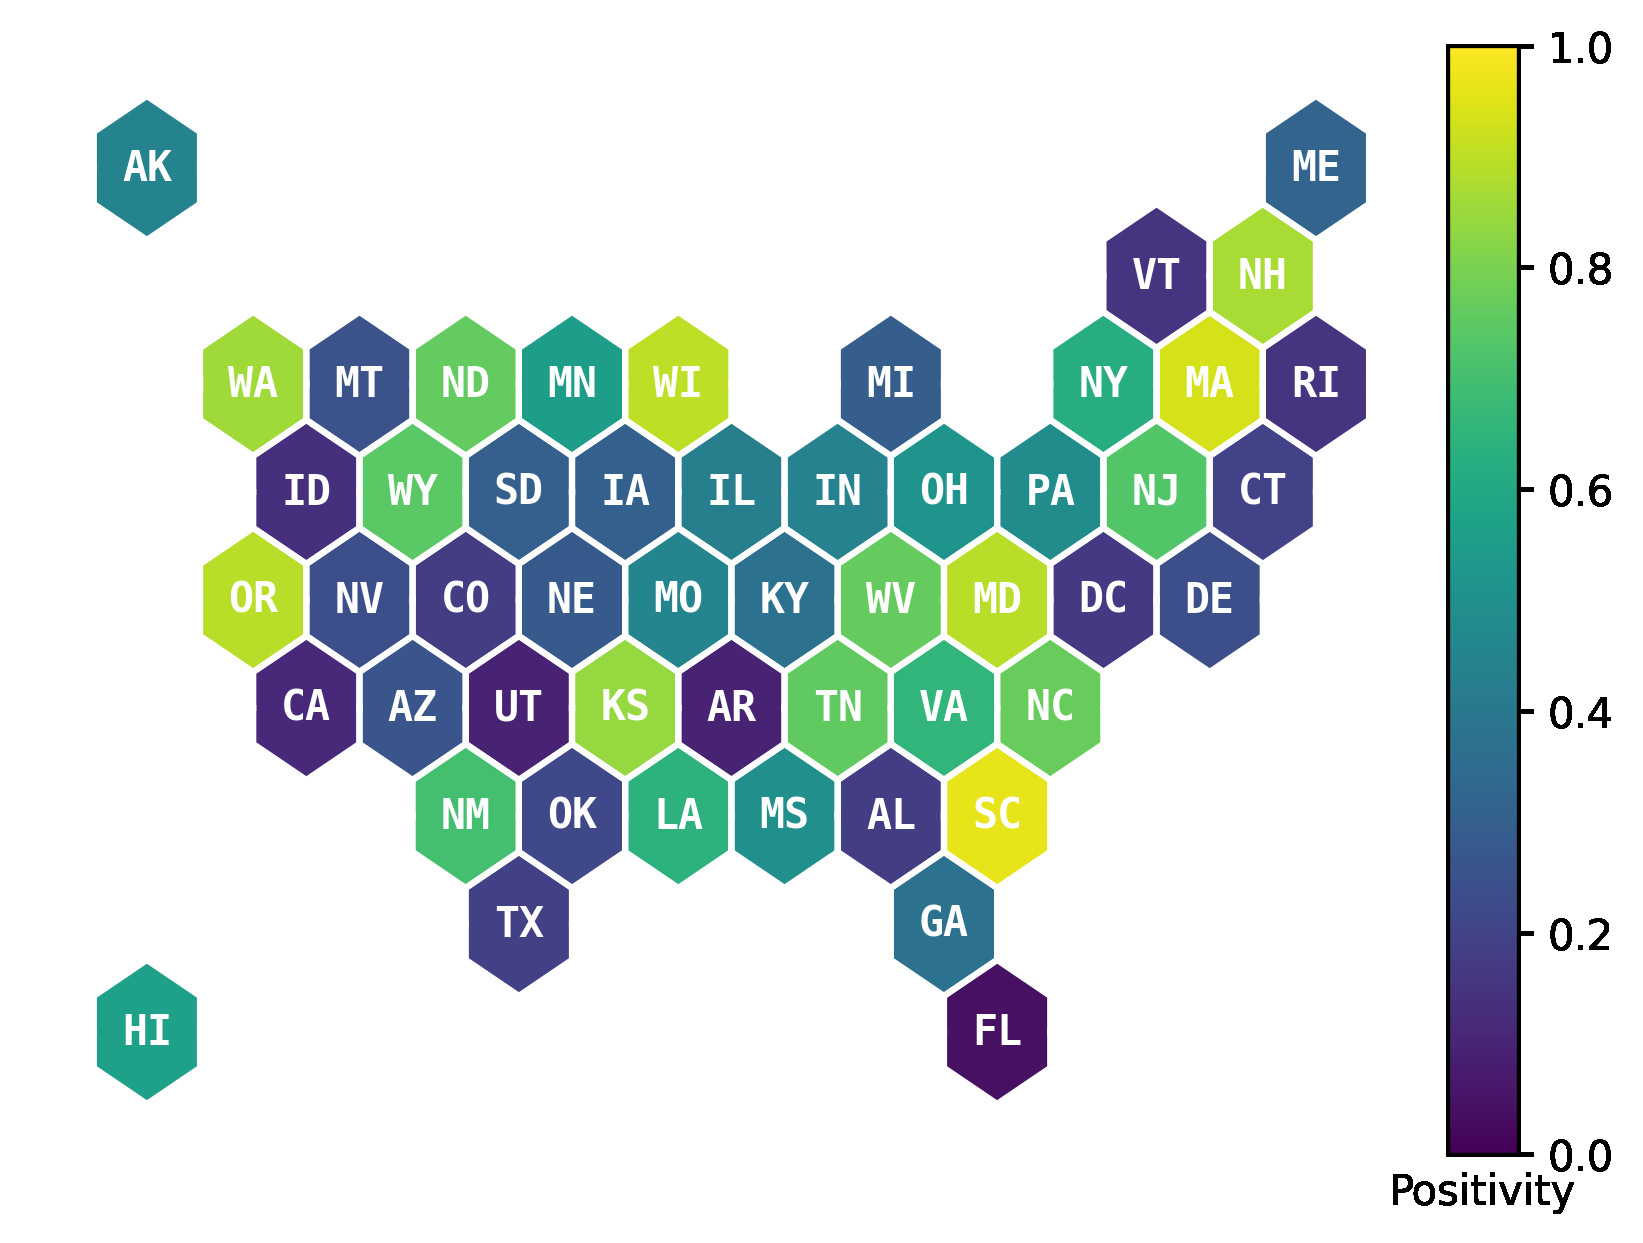 1.0
AK
ME
VT NH
0.8
WA MT ND MN WI MI NY MA RI
ID WY SD IA IL IN OH PA NJ CT
0.6
OR NV CO NE MO KY WV MD DC DE
CA AZ UT KS AR TN VA NC
0.4
NM OK LA MS AL SC
TX GA
0.2
HI FL
0.0
Positivity